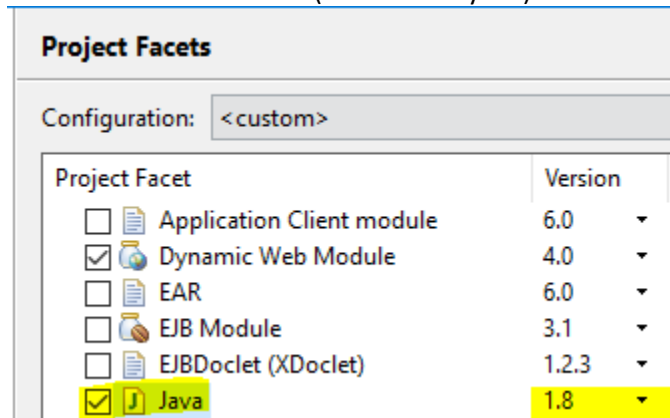 Project Facets
Configuration: <custom>
Project Facet Version
Application Client module 6.0
Dynamic Web Module 4.0
EAR 6.0
EJB Module 3.1
EJBDoclet (XDoclet) 1.2.3
Java 1.8